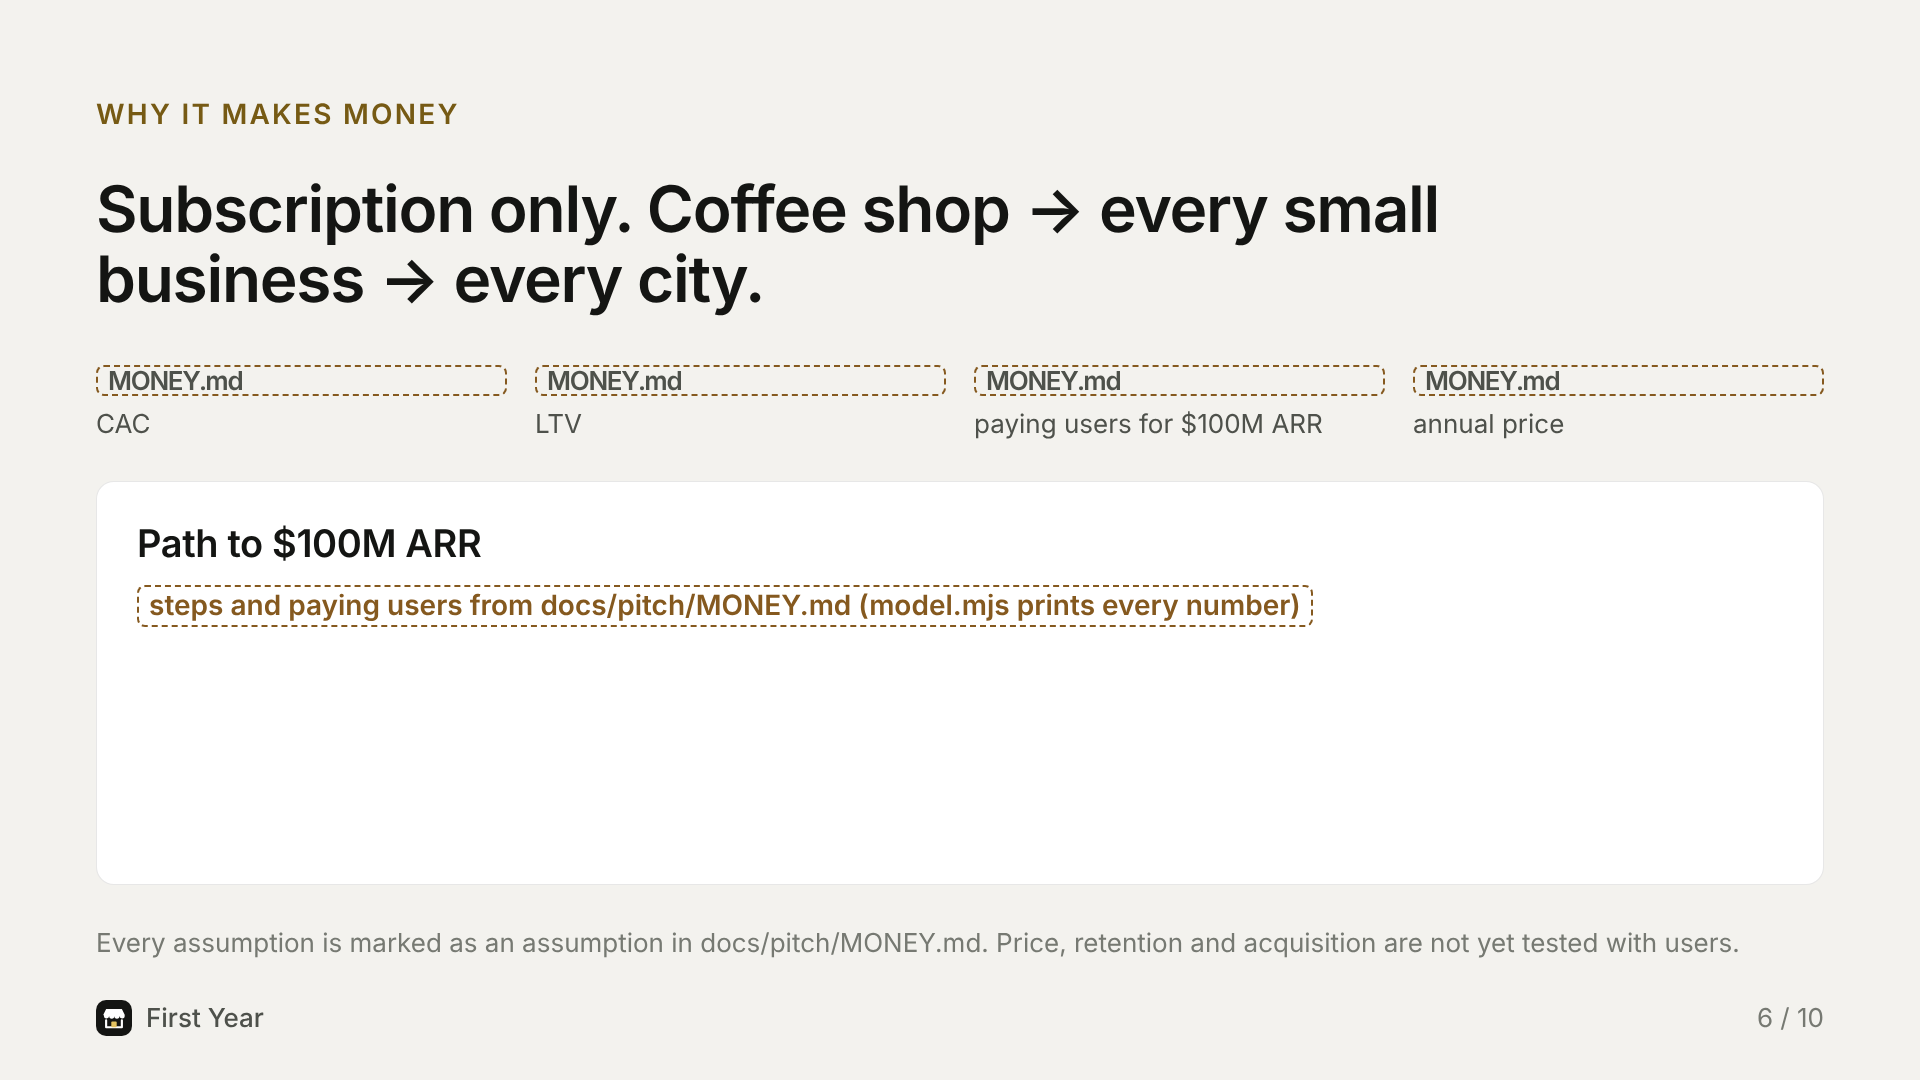 WHY IT MAKES MONEY
Subscription only. Coffee shop → every small
business → every city.
MONEY.md
CAC
MONEY.md
LTV
MONEY.md
paying users for $100M ARR
MONEY.md
annual price
Path to $100M ARR
steps and paying users from docs/pitch/MONEY.md (model.mjs prints every number)
Every assumption is marked as an assumption in docs/pitch/MONEY.md. Price, retention and acquisition are not yet tested with users.
First Year
6 / 10